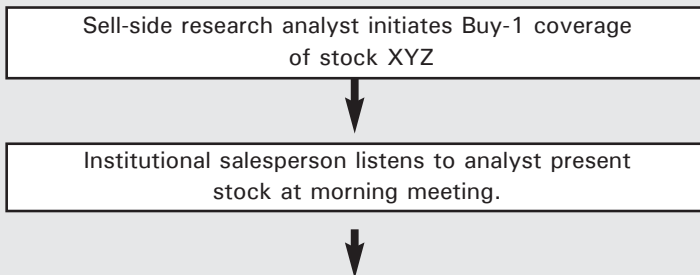 Sell-side research analyst initiates Buy-1 coverage
of stock XYZ
Institutional salesperson listens to analyst present
stock at morning meeting.